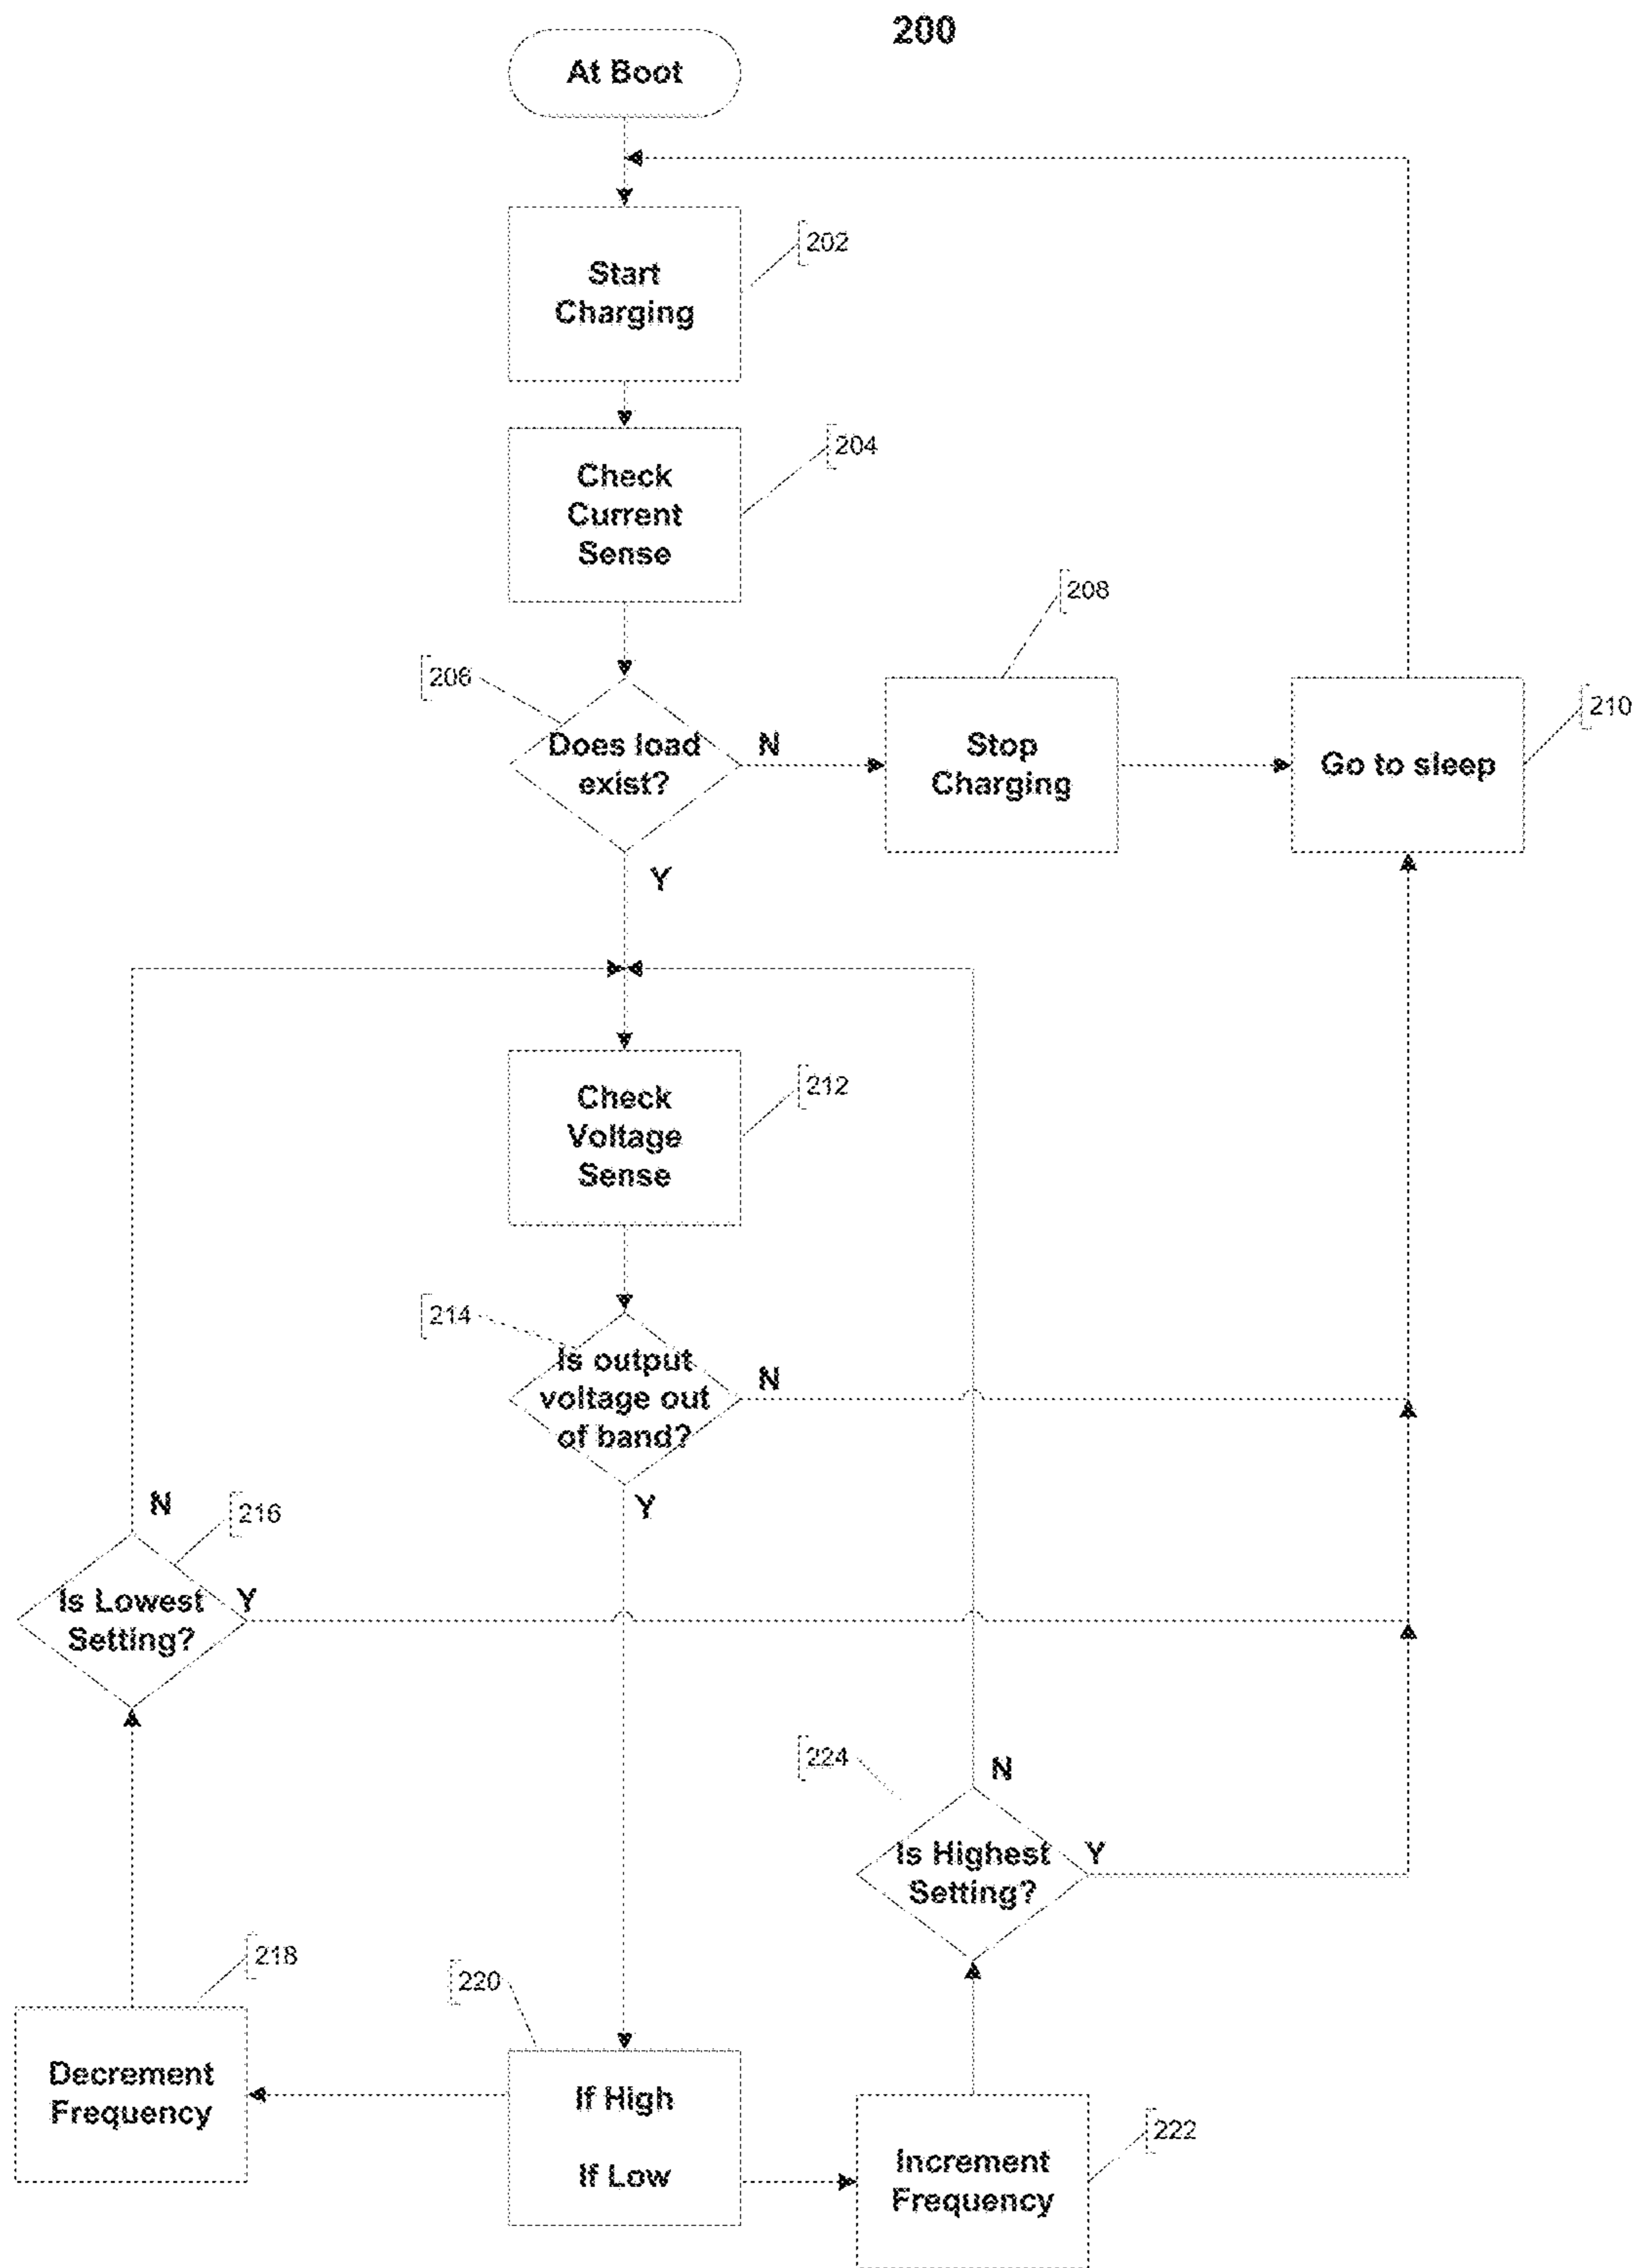 200
At Boot
Start
Charging
202
Check
Current
Sense
204
206
Does load
exist?
N
Y
Stop
Charging
208
Go to sleep
210
Check
Voltage
Sense
212
214
Is output
voltage out
of band?
N
Y
N
216
Is Lowest
Setting?
Y
224
N
Is Highest
Setting?
Y
218
Decrement
Frequency
220
If High
If Low
Increment
Frequency
222